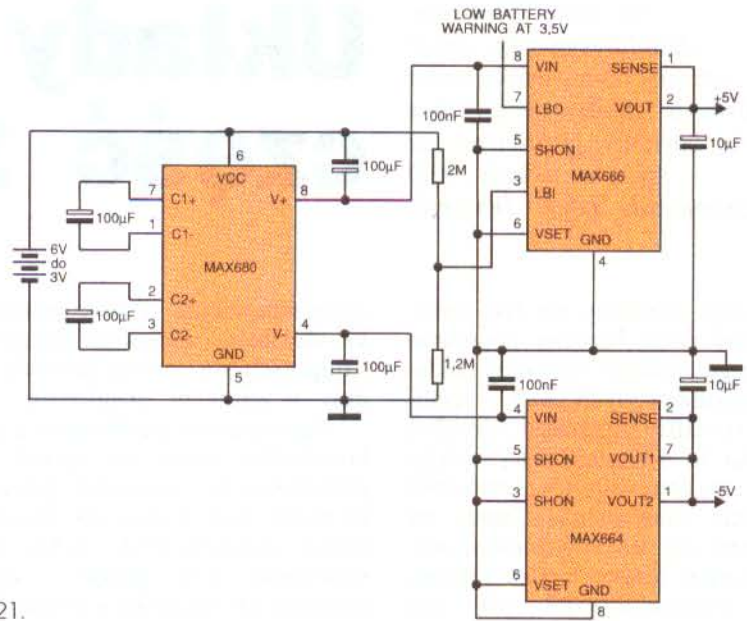 LOW BATTERY
WARNING AT 3,5V
8
VIN
SENSE
1
100nF
7
LBO
VOUT
2
+5V
5
SHON
10µF
MAX666
3
LBI
6
VSET
GND
4
6
VCC
100µF
2M
7
C1+
V+
8
100µF
1
C1-
MAX680
6V
do
3V
2
C2+
100µF
3
C2-
V-
4
GND
5
100µF
1,2M
100nF
10µF
4
VIN
SENSE
2
5
SHON
VOUT1
7
3
SHON
VOUT2
1
-5V
MAX664
6
VSET
GND
8
21.